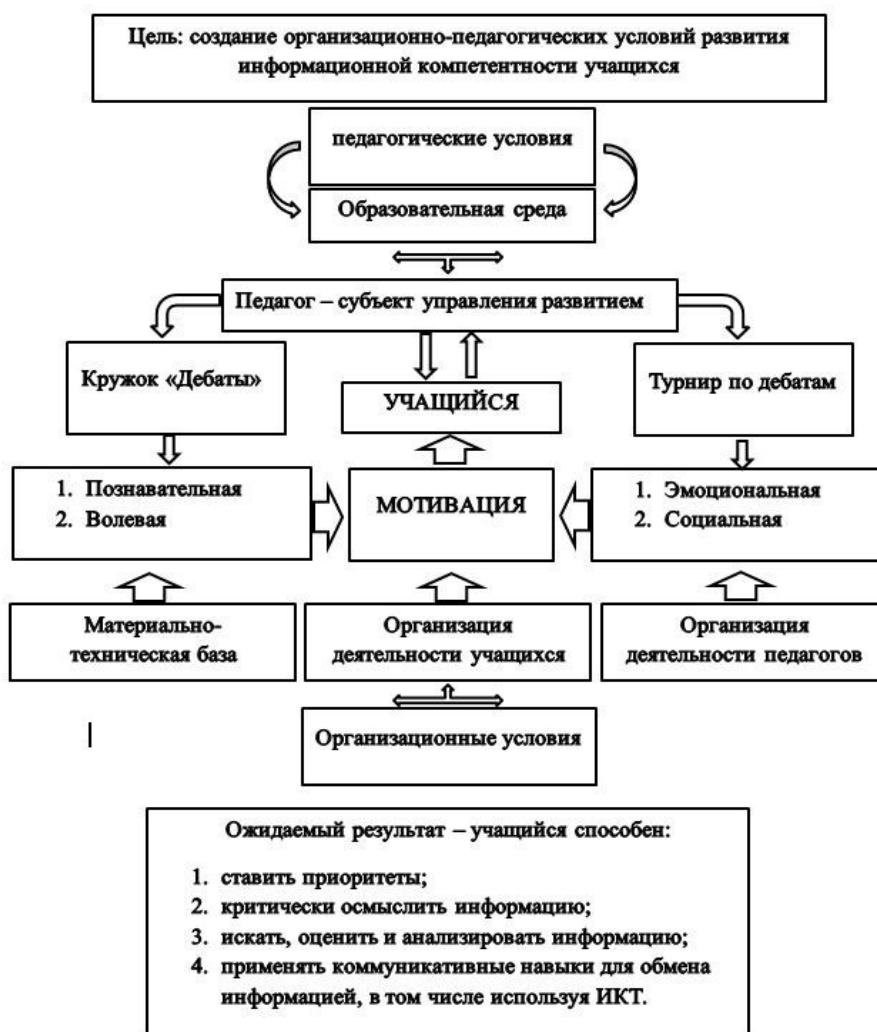 Цель: создание организационно-педагогических условий развития
информационной компетентности учащихся
педагогические условия
Образовательная среда
Педагог – субъект управления развитием
Кружок «Дебаты»
УЧАЩИЙСЯ
Турнир по дебатам
1. Познавательная
2. Волевая
МОТИВАЦИЯ
1. Эмоциональная
2. Социальная
Материально-
техническая база
Организация
деятельности учащихся
Организация
деятельности педагогов
Организационные условия
Ожидаемый результат – учащийся способен:
1. ставить приоритеты;
2. критически осмыслить информацию;
3. искать, оценить и анализировать информацию;
4. применять коммуникативные навыки для обмена
информацией, в том числе используя ИКТ.